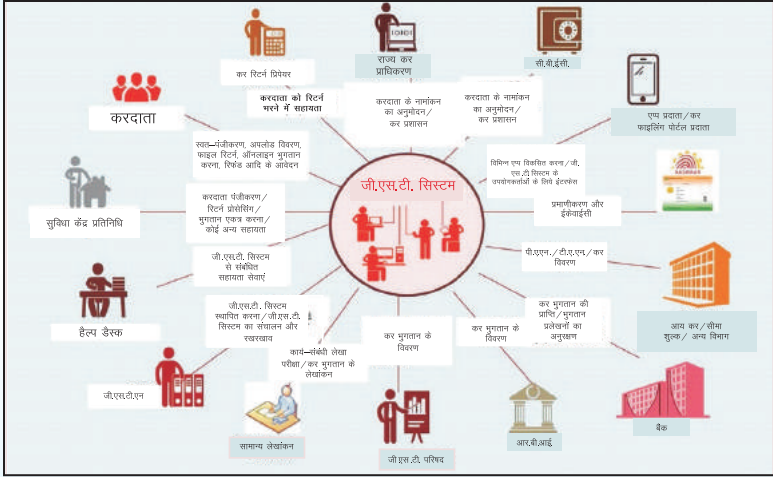 कर रिटर्न प्रिपेयर
राज्य कर
प्राधिकरण
सी.बी.ई.सी.
करदाता को रिटर्न
भरने में सहायता
करदाता के नामांकन
का अनुमोदन/
कर प्रशासन
करदाता के नामांकन
का अनुमोदन/
कर प्रशासन
करदाता
एप्प प्रदाता/कर
फाइलिंग पोर्टल प्रदाता
स्वत–पंजीकरण, अपलोड विवरण,
फाइल रिटर्न, ऑनलाइन भुगतान
करना, रिफंड आदि के आवेदन
विभिन्न एप्प विकसित करना/जी.
एस.टी सिस्टम के
उपयोगकर्ताओं के लिये इंटरफेस
जी.एस.टी. सिस्टम
सुविधा केंद्र प्रतिनिधि
करदाता पंजीकरण/
रिटर्न प्रोसेसिंग/
भुगतान एकत्र करना/
कोई अन्य सहायता
प्रमाणीकरण और
ईकेवाईसी
AADHAAR
जी.एस.टी. सिस्टम
से संबंधित
सहायता सेवाएं
पी.ए.एन./टी.ए.एन./कर
विवरण
हैल्प डैस्क
आय कर/सीमा
शुल्क/ अन्य विभाग
जी.एस.टी. सिस्टम
स्थापित करना/जी.एस.टी.
सिस्टम का संचालन और
रखरखाव
कर भुगतान की
प्राप्ति/भुगतान
प्रलेखनों का
अनुरक्षण
कर भुगतान के
विवरण
कर भुगतान के
विवरण
कार्य–संबंधी लेखा
परीक्षा/कर भुगतान के
लेखांकन
जी.एस.टी.एन
सामान्य लेखांकन
जी.एस.टी. परिषद
आर.बी.आई.
बैंक